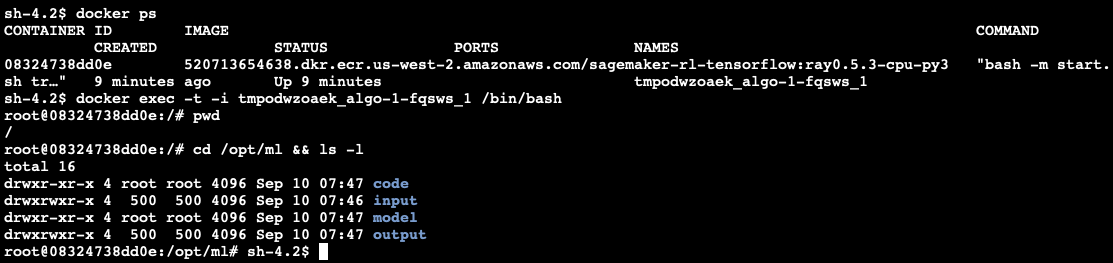 sh-4.2$ docker ps
CONTAINER ID        IMAGE                                                                                          COMMAND
           CREATED             STATUS              PORTS               NAMES
08324738dd0e        520713654638.dkr.ecr.us-west-2.amazonaws.com/sagemaker-rl-tensorflow:ray0.5.3-cpu-py3   "bash -m start.
sh tr…"   9 minutes ago       Up 9 minutes                            tmpodwzoaek_algo-1-fqsws_1
sh-4.2$ docker exec -t -i tmpodwzoaek_algo-1-fqsws_1 /bin/bash
root@08324738dd0e:/# pwd
/
root@08324738dd0e:/# cd /opt/ml && ls -l
total 16
drwxr-xr-x 4 root root 4096 Sep 10 07:47 code
drwxrwxr-x 4  500  500 4096 Sep 10 07:46 input
drwxr-xr-x 4 root root 4096 Sep 10 07:47 model
drwxrwxr-x 4  500  500 4096 Sep 10 07:47 output
root@08324738dd0e:/opt/ml# sh-4.2$